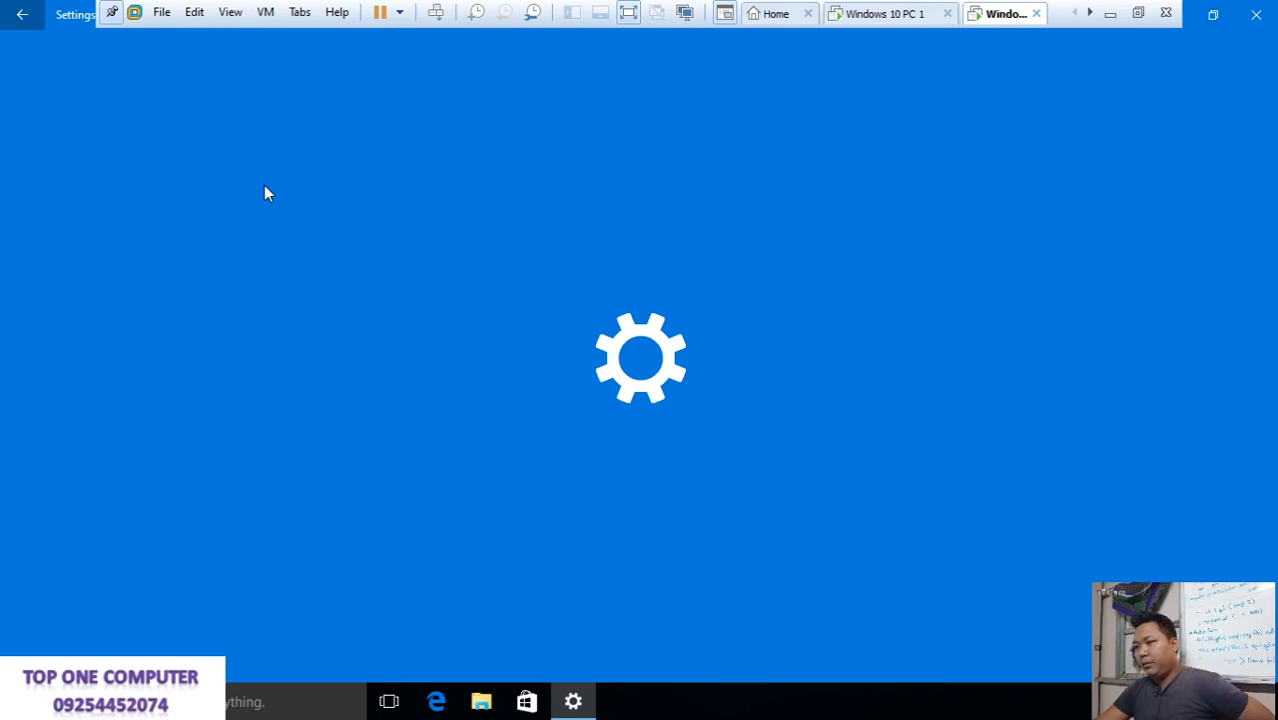 Settings File Edit View VM Tabs Help Home Windows 10 PC 1 Windo...
TOP ONE COMPUTER
09254452074
ything.